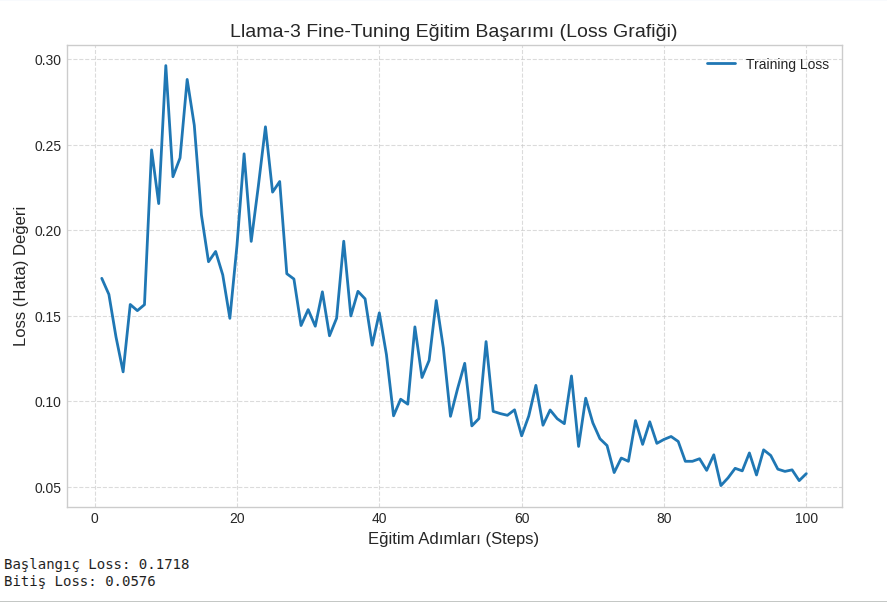 Llama-3 Fine-Tuning Eğitim Başarımı (Loss Grafiği)
Training Loss
Loss (Hata) Değeri
0.30
0.25
0.20
0.15
0.10
0.05
0 20 40 60 80 100
Eğitim Adımları (Steps)
Başlangıç Loss: 0.1718
Bitiş Loss: 0.0576